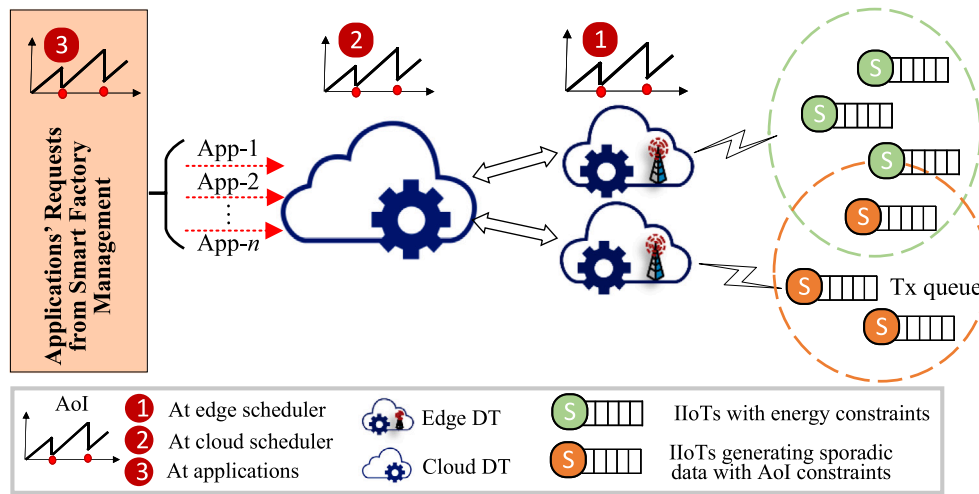 3
2
1
Applications' Requests
from Smart Factory
Management
App-1
App-2
⋮
App-n
S
S
S
S
S Tx queue
S
AoI
1 At edge scheduler
2 At cloud scheduler
3 At applications
Edge DT
Cloud DT
S IIoTs with energy constraints
S IIoTs generating sporadic
data with AoI constraints